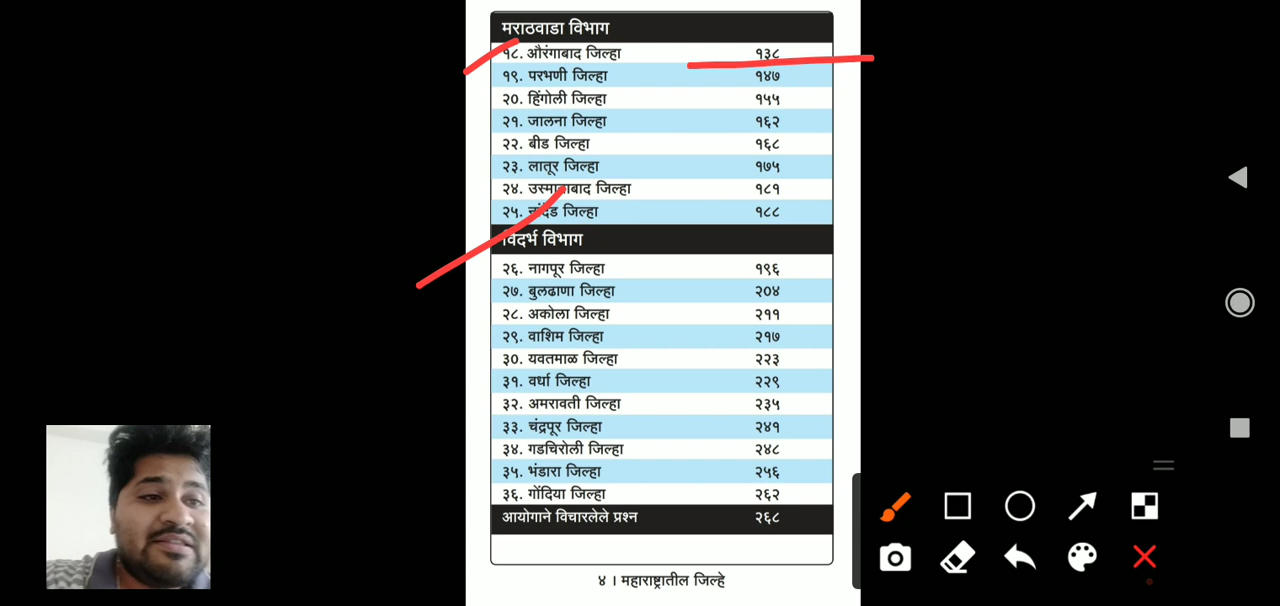 मराठवाडा विभाग
१८. औरंगाबाद जिल्हा १३८
१९. परभणी जिल्हा १४७
२०. हिंगोली जिल्हा १५५
२१. जालना जिल्हा १६२
२२. बीड जिल्हा १६८
२३. लातूर जिल्हा १७५
२४. उस्मानाबाद जिल्हा १८१
२५. नांदेड जिल्हा १८८
विदर्भ विभाग
२६. नागपूर जिल्हा १९६
२७. बुलढाणा जिल्हा २०४
२८. अकोला जिल्हा २११
२९. वाशिम जिल्हा २१७
३०. यवतमाळ जिल्हा २२३
३१. वर्धा जिल्हा २२९
३२. अमरावती जिल्हा २३५
३३. चंद्रपूर जिल्हा २४१
३४. गडचिरोली जिल्हा २४८
३५. भंडारा जिल्हा २५६
३६. गोंदिया जिल्हा २६२
आयोगाने विचारलेले प्रश्न २६८
४ । महाराष्ट्रातील जिल्हे